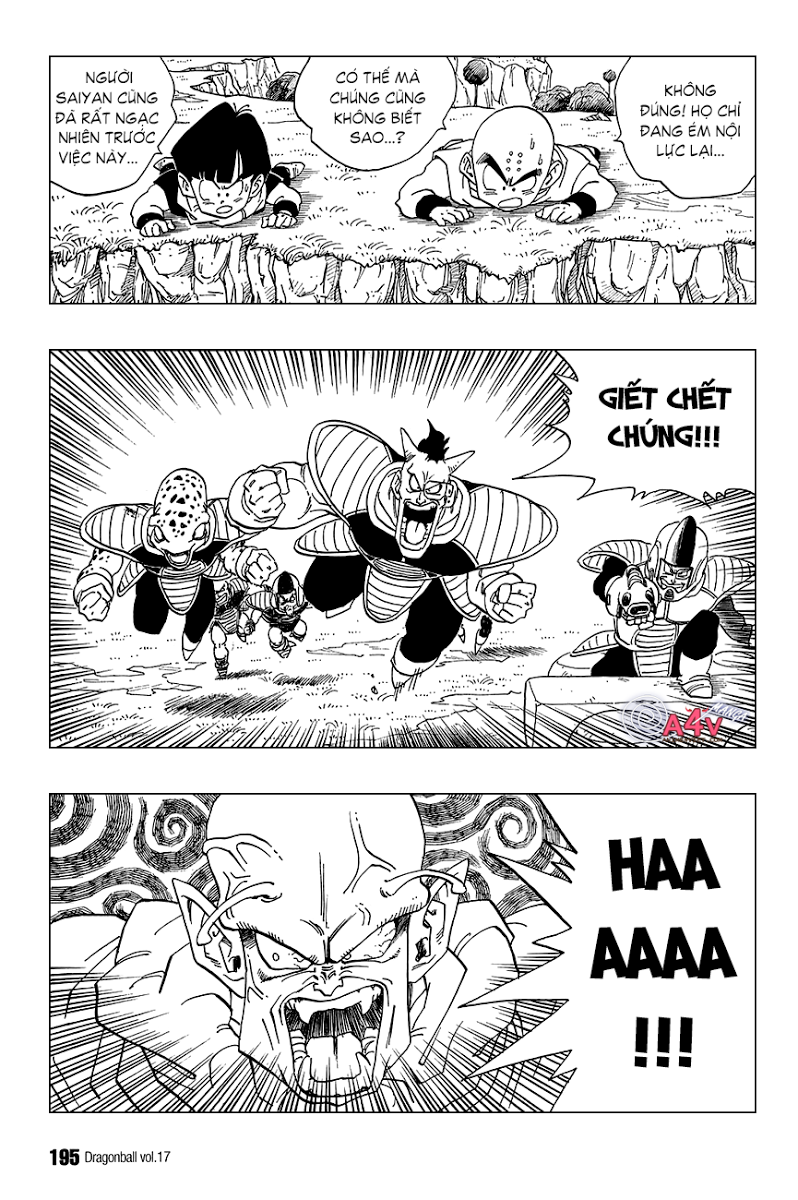 KHÔNG
ĐÚNG! HỌ CHỈ
ĐANG ÉM NỘI
LỰC LẠI...
CÓ THỂ MÀ
CHÚNG CŨNG
KHÔNG BIẾT
SAO...?
NGƯỜI
SAIYAN CŨNG
ĐÃ RẤT NGẠC
NHIÊN TRƯỚC
VIỆC NÀY...
GIẾT CHẾT
CHÚNG!!!
A4V
HAA
AAAA
!!!
195 Dragonball vol.17